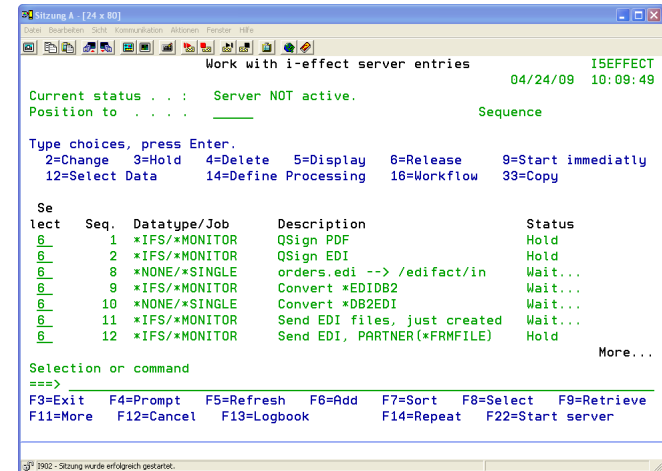 Sitzung A - [24 x 80]
Datei Bearbeiten Sicht Kommunikation Aktionen Fenster Hilfe
Work with i-effect server entries I5EFFECT
04/24/09 10:09:49
Current status . . : Server NOT active.
Position to . . . . Sequence
Type choices, press Enter.
2=Change 3=Hold 4=Delete 5=Display 6=Release 9=Start immediatly
12=Select Data 14=Define Processing 16=Workflow 33=Copy
Se
lect Seq. Datatype/Job Description Status
6 1 *IFS/*MONITOR QSign PDF Hold
6 2 *IFS/*MONITOR QSign EDI Hold
6 8 *NONE/*SINGLE orders.edi --> /edifact/in Wait...
6 9 *IFS/*MONITOR Convert *EDIDB2 Wait...
6 10 *NONE/*SINGLE Convert *DB2EDI Wait...
6 11 *IFS/*MONITOR Send EDI files, just created Wait...
6 12 *IFS/*MONITOR Send EDI, PARTNER(*FRMFILE) Hold
More...
Selection or command
===>
F3=Exit F4=Prompt F5=Refresh F6=Add F7=Sort F8=Select F9=Retrieve
F11=More F12=Cancel F13=Logbook F14=Repeat F22=Start server
I902 - Sitzung wurde erfolgreich gestartet.